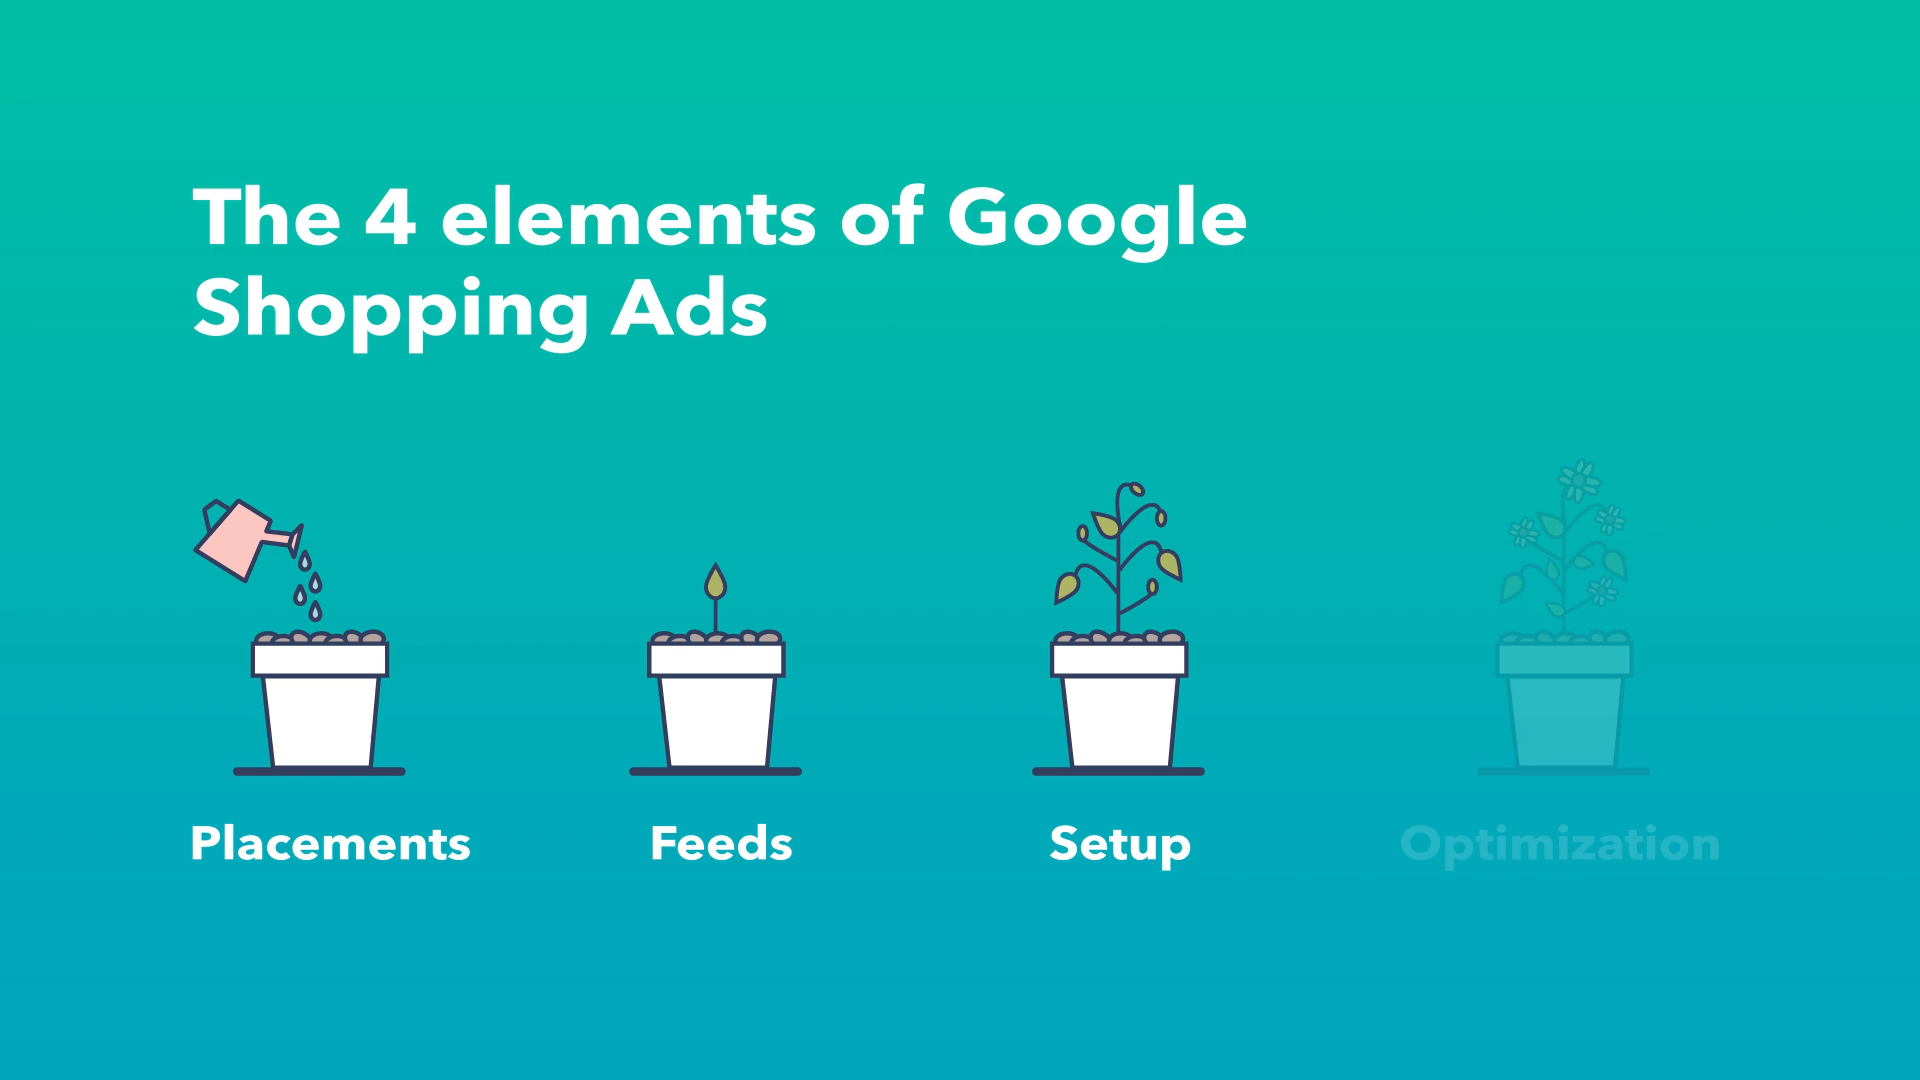 The 4 elements of Google
Shopping Ads
Placements
Feeds
Setup
Optimization